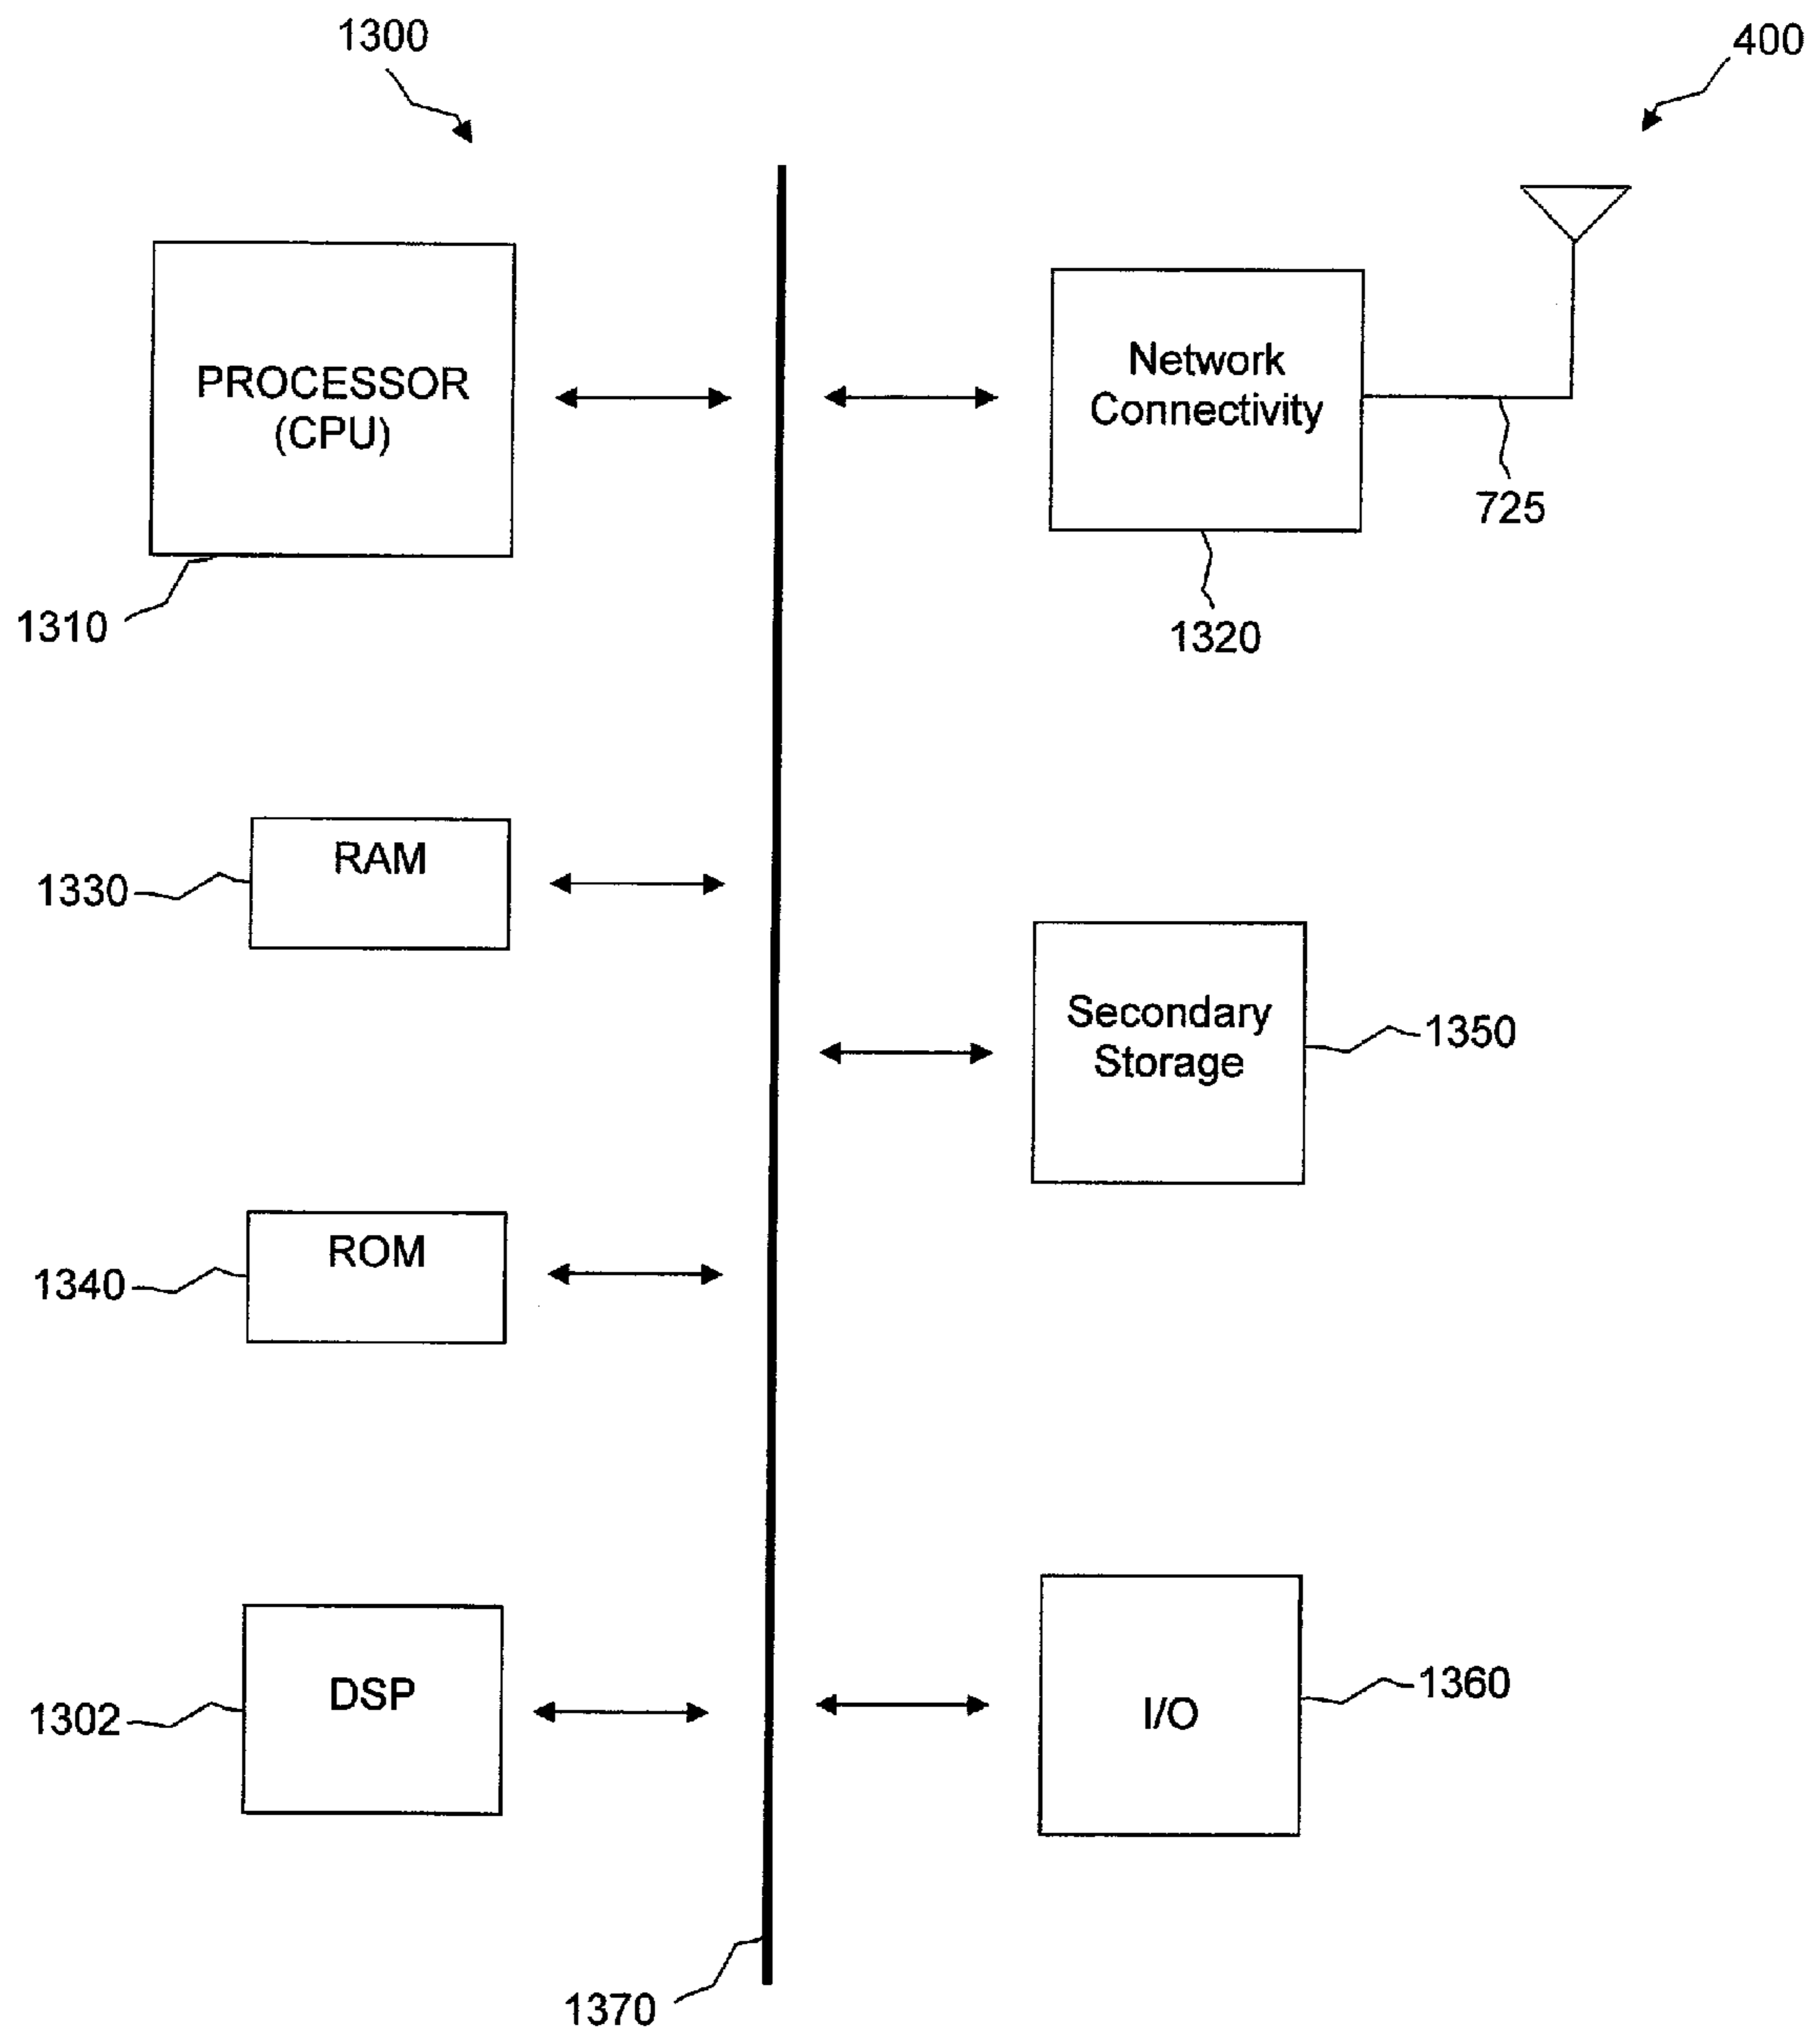 1300
400
PROCESSOR
(CPU)
Network
Connectivity
725
1310
1320
RAM
1330
Secondary
Storage
1350
ROM
1340
DSP
1302
I/O
1360
1370